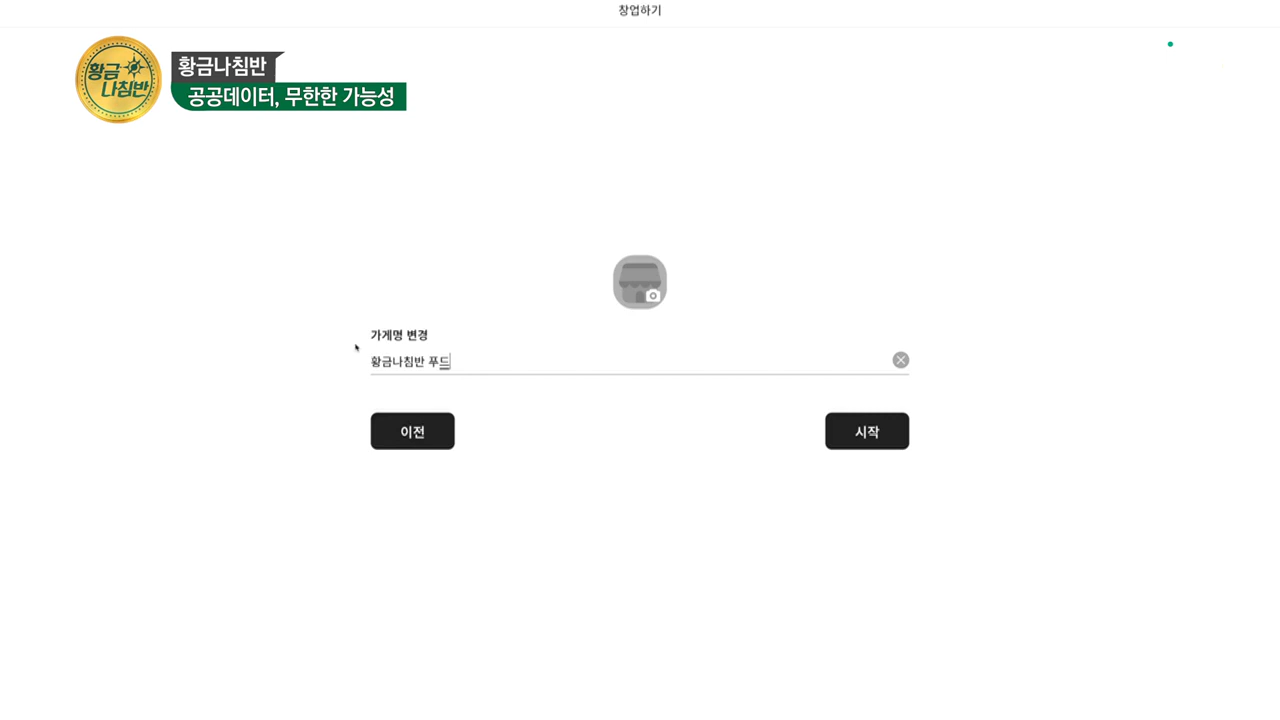 창업하기
황금
나침반
황금나침반
공공데이터, 무한한 가능성
가게명 변경
황금나침반 푸드
이전
시작